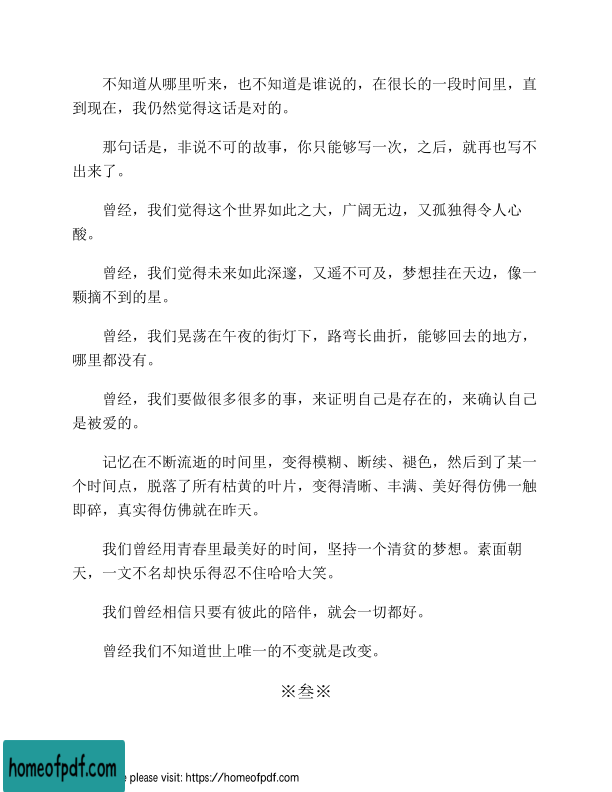 不知道从哪里听来，也不知道是谁说的，在很长的一段时间里，直
到现在，我仍然觉得这话是对的。
那句话是，非说不可的故事，你只能够写一次，之后，就再也写不
出来了。
曾经，我们觉得这个世界如此之大，广阔无边，又孤独得令人心
酸。
曾经，我们觉得未来如此深邃，又遥不可及，梦想挂在天边，像一
颗摘不到的星。
曾经，我们晃荡在午夜的街灯下，路弯长曲折，能够回去的地方，
哪里都没有。
曾经，我们要做很多很多的事，来证明自己是存在的，来确认自己
是被爱的。
记忆在不断流逝的时间里，变得模糊、断续、褪色，然后到了某一
个时间点，脱落了所有枯黄的叶片，变得清晰、丰满、美好得仿佛一触
即碎，真实得仿佛就在昨天。
我们曾经用青春里最美好的时间，坚持一个清贫的梦想。素面朝
天，一文不名却快乐得忍不住哈哈大笑。
我们曾经相信只要有彼此的陪伴，就会一切都好。
曾经我们不知道世上唯一的不变就是改变。
※叁※
homeofpdf.com
e please visit: https://homeofpdf.com